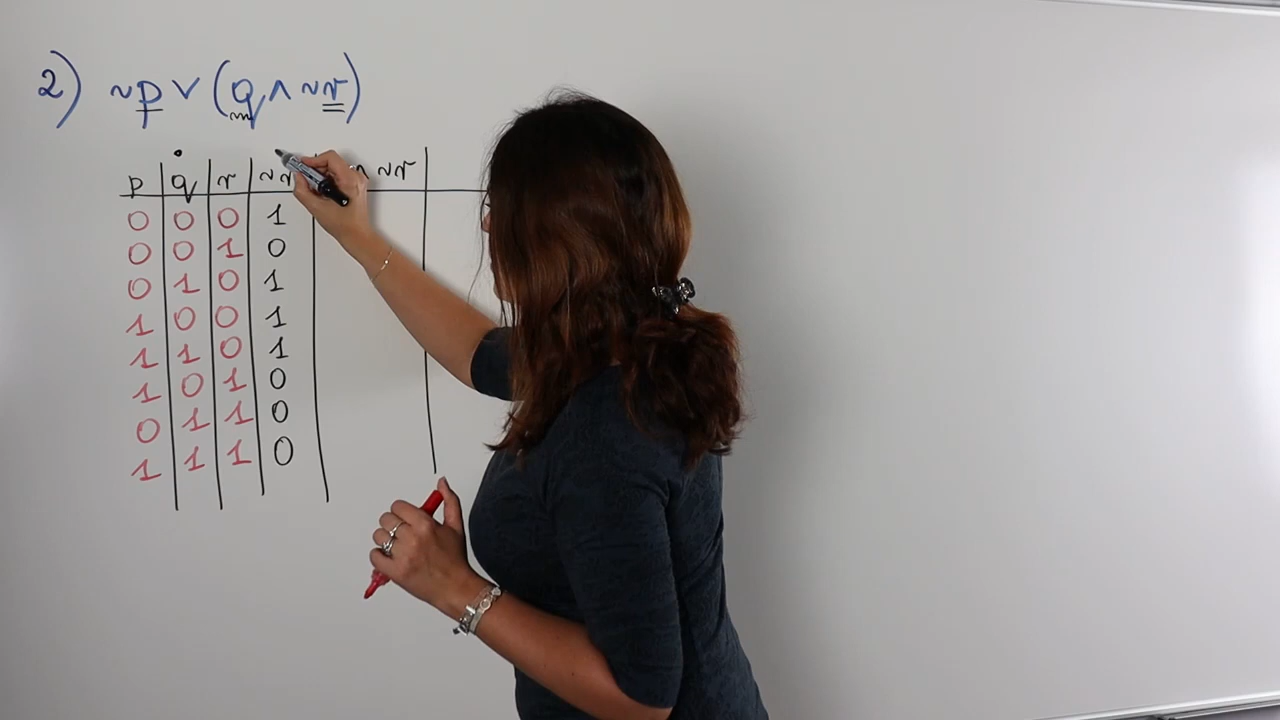 2) ~p ∨ (q ∧ ~r)
p q r ~r ∧ ~r
0 0 0 1
0 0 1 0
0 1 0 1
1 0 0 1
1 1 0 1
1 0 1 0
0 1 1 0
1 1 1 0